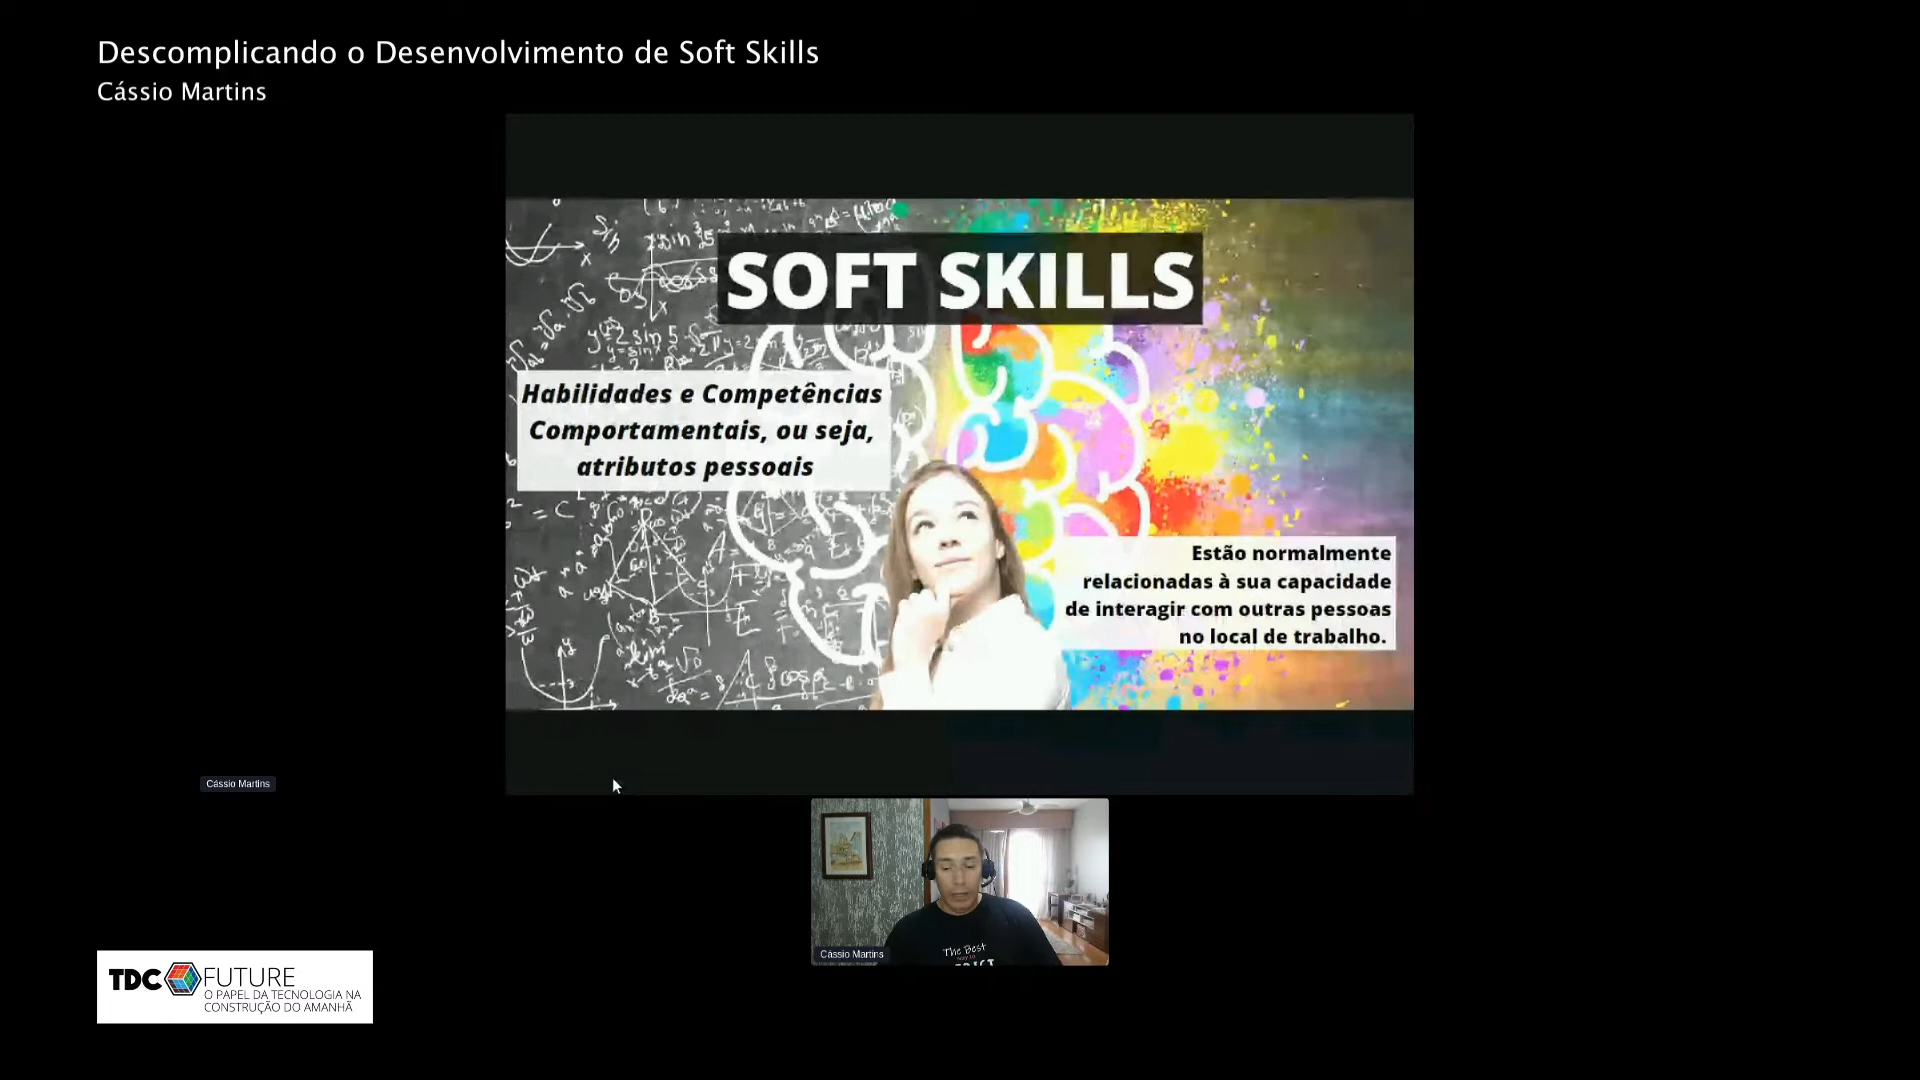 Descomplicando o Desenvolvimento de Soft Skills
Cássio Martins
SOFT SKILLS
Habilidades e Competências
Comportamentais, ou seja,
atributos pessoais
Estão normalmente
relacionadas à sua capacidade
de interagir com outras pessoas
no local de trabalho.
Cássio Martins
The Best
Cássio Martins
TDC FUTURE
O PAPEL DA TECNOLOGIA NA
CONSTRUÇÃO DO AMANHÃ